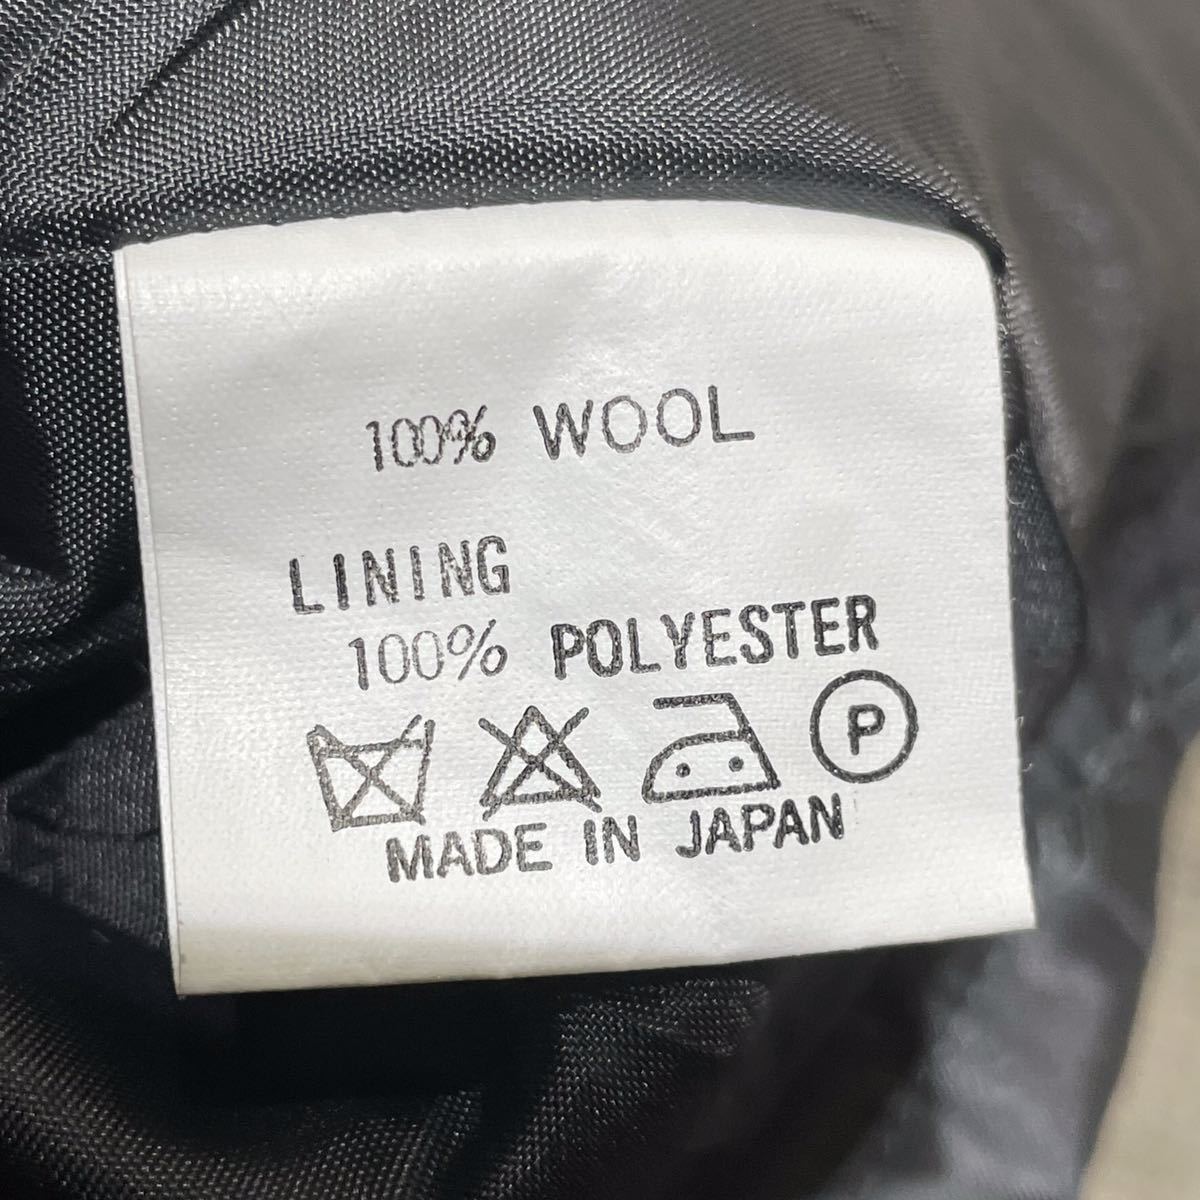 100% WOOL
LINING
100% POLYESTER
P
MADE IN JAPAN